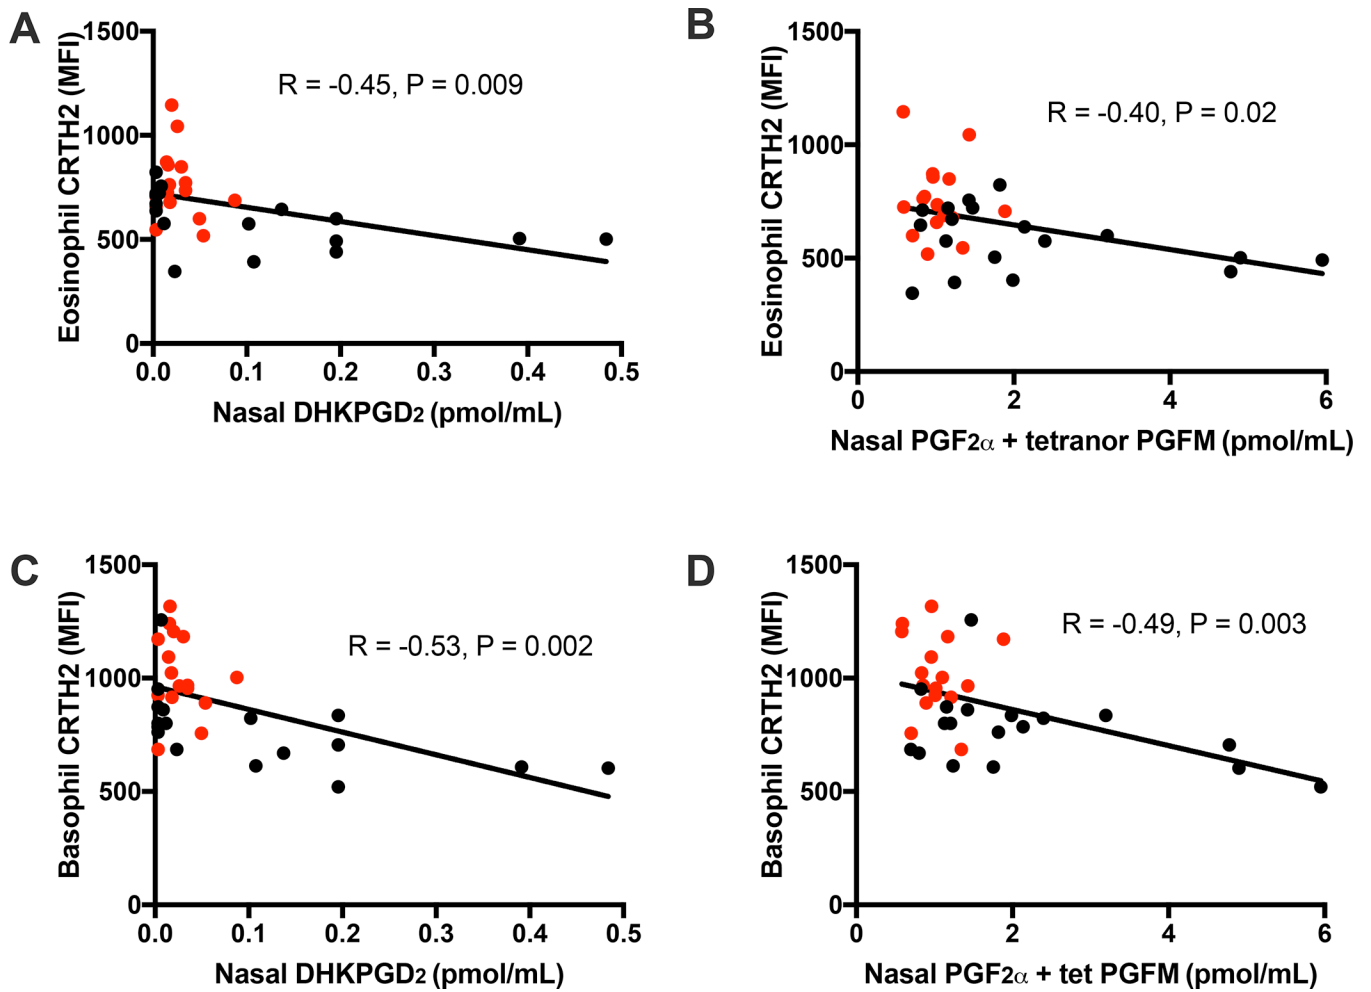 A
1500
1000
500
0
Eosinophil CRTH2 (MFI)
R = -0.45, P = 0.009
0.0 0.1 0.2 0.3 0.4 0.5
Nasal DHKPGD2 (pmol/mL)
B
1500
1000
500
0
Eosinophil CRTH2 (MFI)
R = -0.40, P = 0.02
0 2 4 6
Nasal PGF2α + tetranor PGFM (pmol/mL)
C
1500
1000
500
0
Basophil CRTH2 (MFI)
R = -0.53, P = 0.002
0.0 0.1 0.2 0.3 0.4 0.5
Nasal DHKPGD2 (pmol/mL)
D
1500
1000
500
0
Basophil CRTH2 (MFI)
R = -0.49, P = 0.003
0 2 4 6
Nasal PGF2α + tet PGFM (pmol/mL)